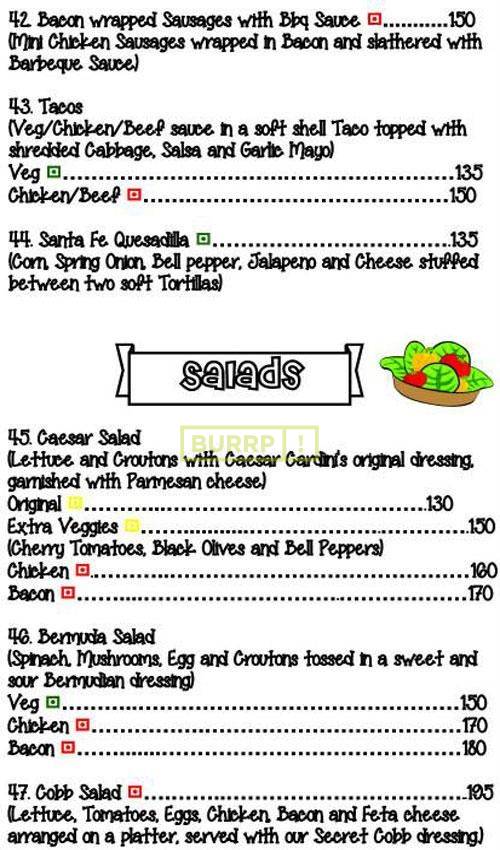 42. Bacon wrapped Sausages with Bbq Sauce............150
(Mini Chicken Sausages wrapped in Bacon and slathered with
Barbeque Sauce)
43. Tacos
(Veg/Chicken/Beef sauce in a soft shell Taco topped with
shredded Cabbage, Salsa and Garlic Mayo)
Veg..............................................................135
Chicken/Beef................................................150
44. Santa Fe Quesadilla......................................135
(Corn, Spring Onion, Bell pepper, Jalapeno and Cheese stuffed
between two soft Tortillas)
Salads
45. Caesar Salad
BURRP!
(Lettuce and Croutons with Caesar Cardini's original dressing,
garnished with Parmesan cheese)
Original.......................................................130
Extra Veggies....................................................150
(Cherry Tomatoes, Black Olives and Bell Peppers)
Chicken...........................................................160
Bacon.............................................................170
46. Bermuda Salad
(Spinach, Mushrooms, Egg and Croutons tossed in a sweet and
sour Bermudian dressing)
Veg..............................................................150
Chicken..........................................................170
Bacon............................................................180
47. Cobb Salad..................................................195
(Lettuce, Tomatoes, Eggs, Chicken, Bacon and Feta cheese
arranged on a platter, served with our Secret Cobb dressing)